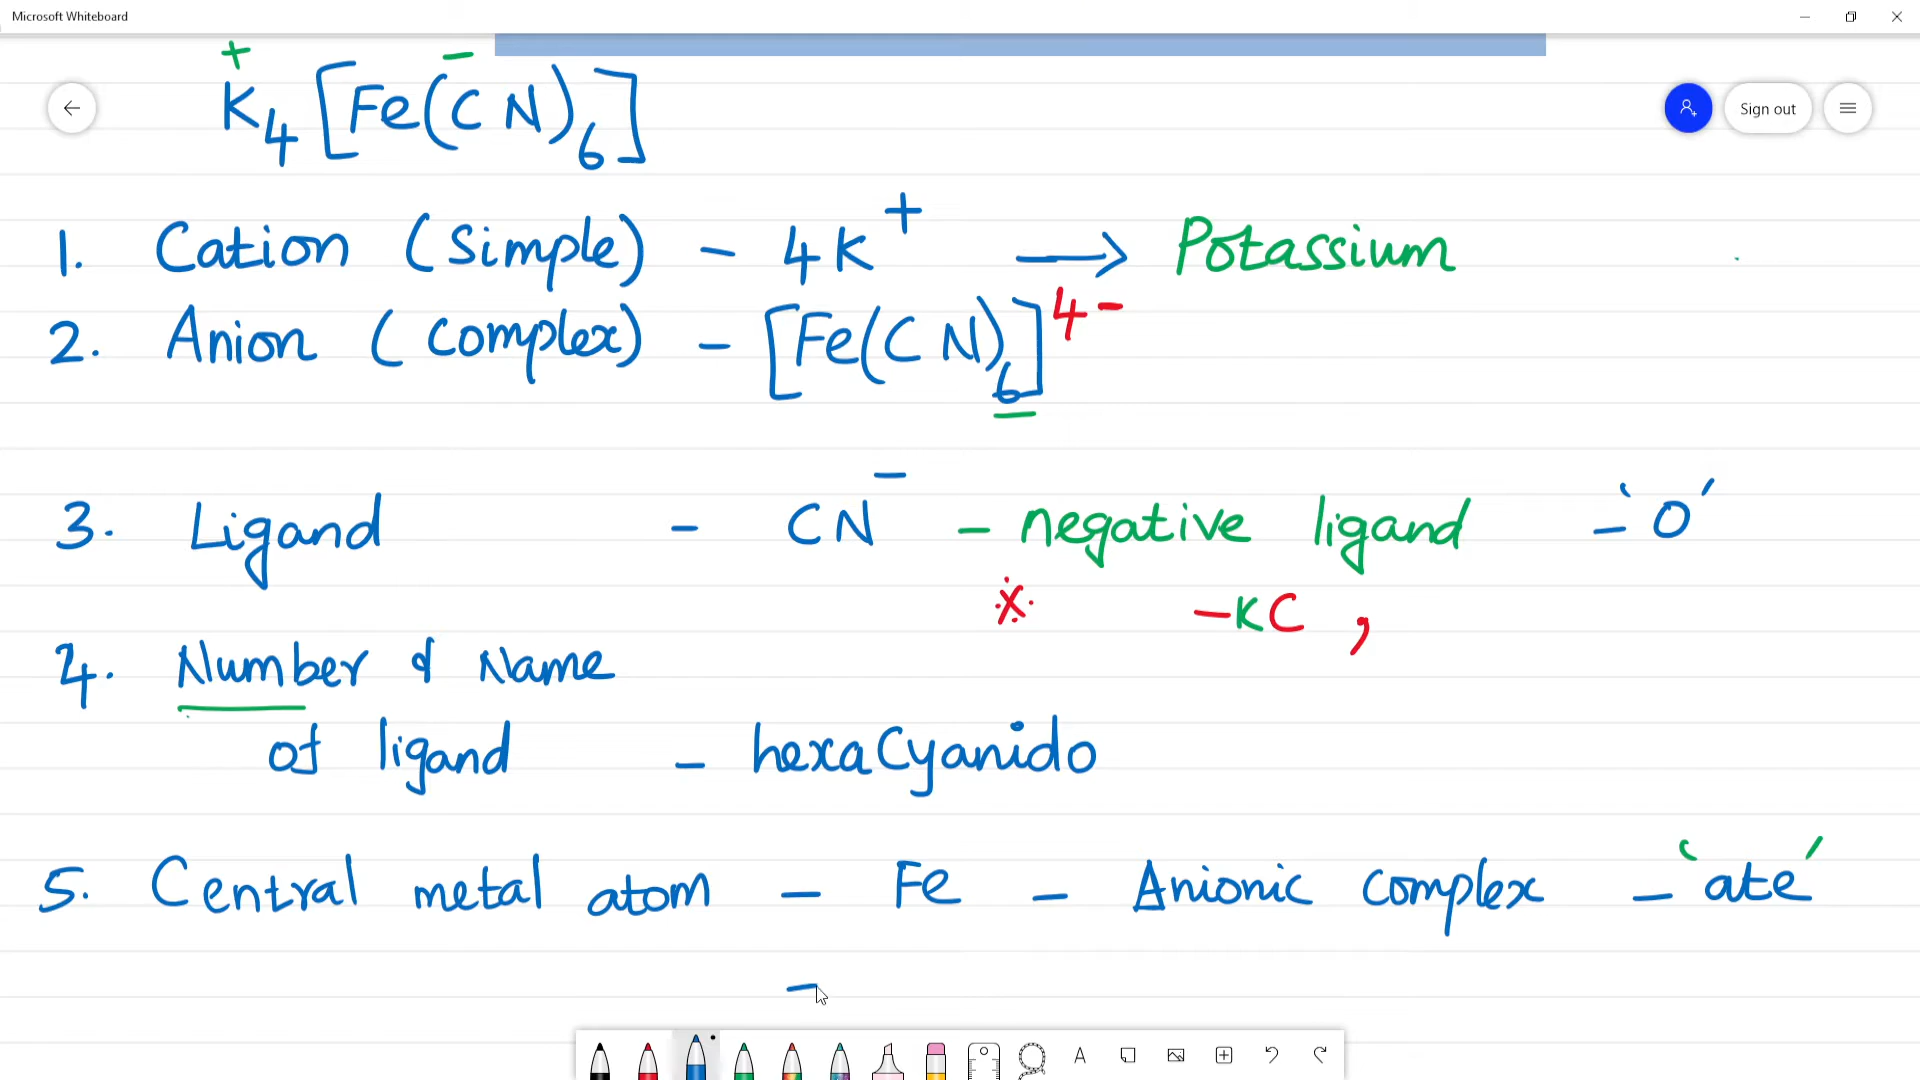 Microsoft Whiteboard
+ −
K4 [Fe(CN)6]
Sign out
1. Cation (Simple) - 4K+ → Potassium
2. Anion (Complex) - [Fe(CN)6]4-
3. Ligand - CN− - negative ligand - 'O'
-KC ,
4. Number & Name
of ligand - hexaCyanido
5. Central metal atom - Fe - Anionic Complex - 'ate'
-
A